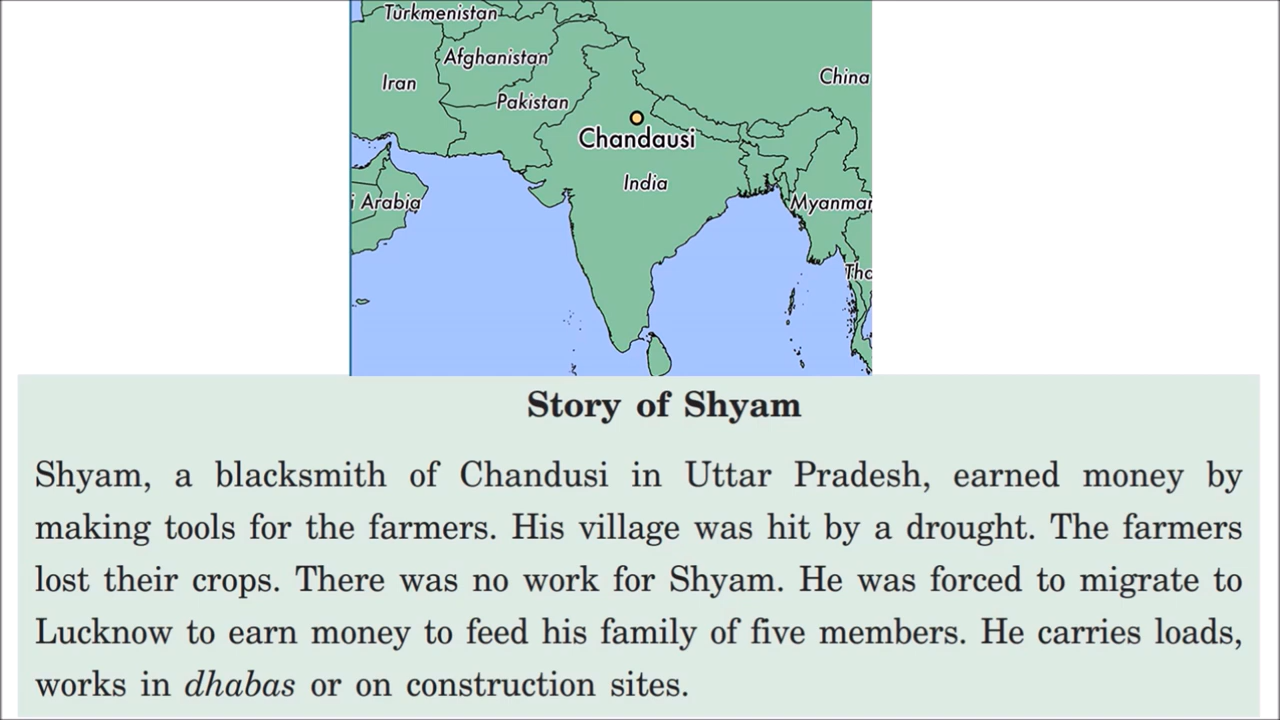 Turkmenistan
Afghanistan
Iran
China
Pakistan
Chandausi
India
i Arabia
Myanmar
Tha
Story of Shyam
Shyam, a blacksmith of Chandusi in Uttar Pradesh, earned money by
making tools for the farmers. His village was hit by a drought. The farmers
lost their crops. There was no work for Shyam. He was forced to migrate to
Lucknow to earn money to feed his family of five members. He carries loads,
works in dhabas or on construction sites.